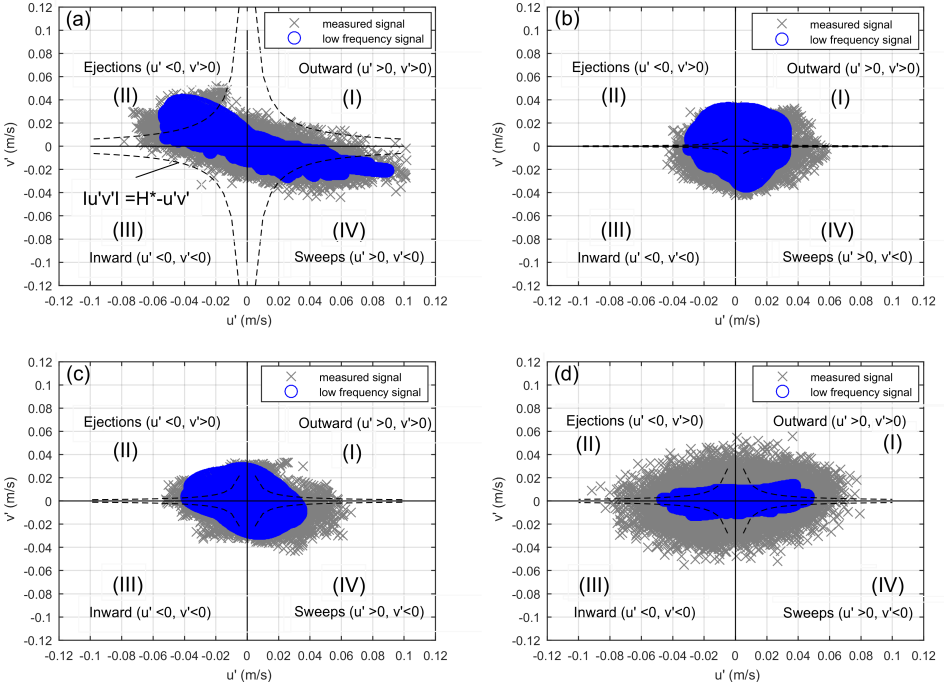 (a)
measured signal
low frequency signal
Ejections (u' <0, v'>0)
Outward (u' >0, v'>0)
(II)
(I)
|u'v'| =H*-u'v'
(III)
(IV)
Inward (u' <0, v'<0)
Sweeps (u' >0, v'<0)
0.12
0.1
0.08
0.06
0.04
0.02
0
-0.02
-0.04
-0.06
-0.08
-0.1
-0.12
v' (m/s)
-0.12 -0.1 -0.08 -0.06 -0.04 -0.02 0 0.02 0.04 0.06 0.08 0.1 0.12
u' (m/s)
(b)
measured signal
low frequency signal
Ejections (u' <0, v'>0)
Outward (u' >0, v'>0)
(II)
(I)
(III)
(IV)
Inward (u' <0, v'<0)
Sweeps (u' >0, v'<0)
0.12
0.1
0.08
0.06
0.04
0.02
0
-0.02
-0.04
-0.06
-0.08
-0.1
-0.12
v' (m/s)
-0.12 -0.1 -0.08 -0.06 -0.04 -0.02 0 0.02 0.04 0.06 0.08 0.1 0.12
u' (m/s)
(c)
measured signal
low frequency signal
Ejections (u' <0, v'>0)
Outward (u' >0, v'>0)
(II)
(I)
(III)
(IV)
Inward (u' <0, v'<0)
Sweeps (u' >0, v'<0)
0.12
0.1
0.08
0.06
0.04
0.02
0
-0.02
-0.04
-0.06
-0.08
-0.1
-0.12
v' (m/s)
-0.12 -0.1 -0.08 -0.06 -0.04 -0.02 0 0.02 0.04 0.06 0.08 0.1 0.12
u' (m/s)
(d)
measured signal
low frequency signal
Ejections (u' <0, v'>0)
Outward (u' >0, v'>0)
(II)
(I)
(III)
(IV)
Inward (u' <0, v'<0)
Sweeps (u' >0, v'<0)
0.12
0.1
0.08
0.06
0.04
0.02
0
-0.02
-0.04
-0.06
-0.08
-0.1
-0.12
v' (m/s)
-0.12 -0.1 -0.08 -0.06 -0.04 -0.02 0 0.02 0.04 0.06 0.08 0.1 0.12
u' (m/s)